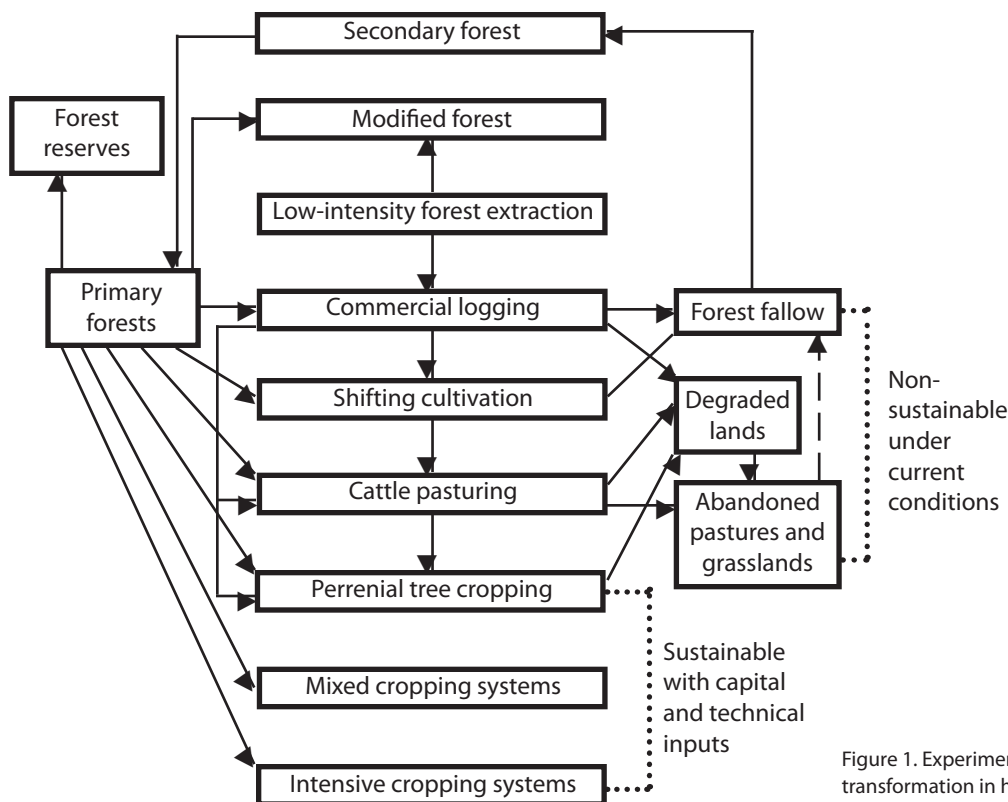 Secondary forest
Forest
reserves
Modified forest
Low-intensity forest extraction
Primary
forests
Commercial logging
Forest fallow
Shifting cultivation
Degraded
lands
Non-
sustainable
under
current
conditions
Cattle pasturing
Abandoned
pastures and
grasslands
Perrenial tree cropping
Sustainable
with capital
and technical
inputs
Mixed cropping systems
Intensive cropping systems
Figure 1.
transformation in